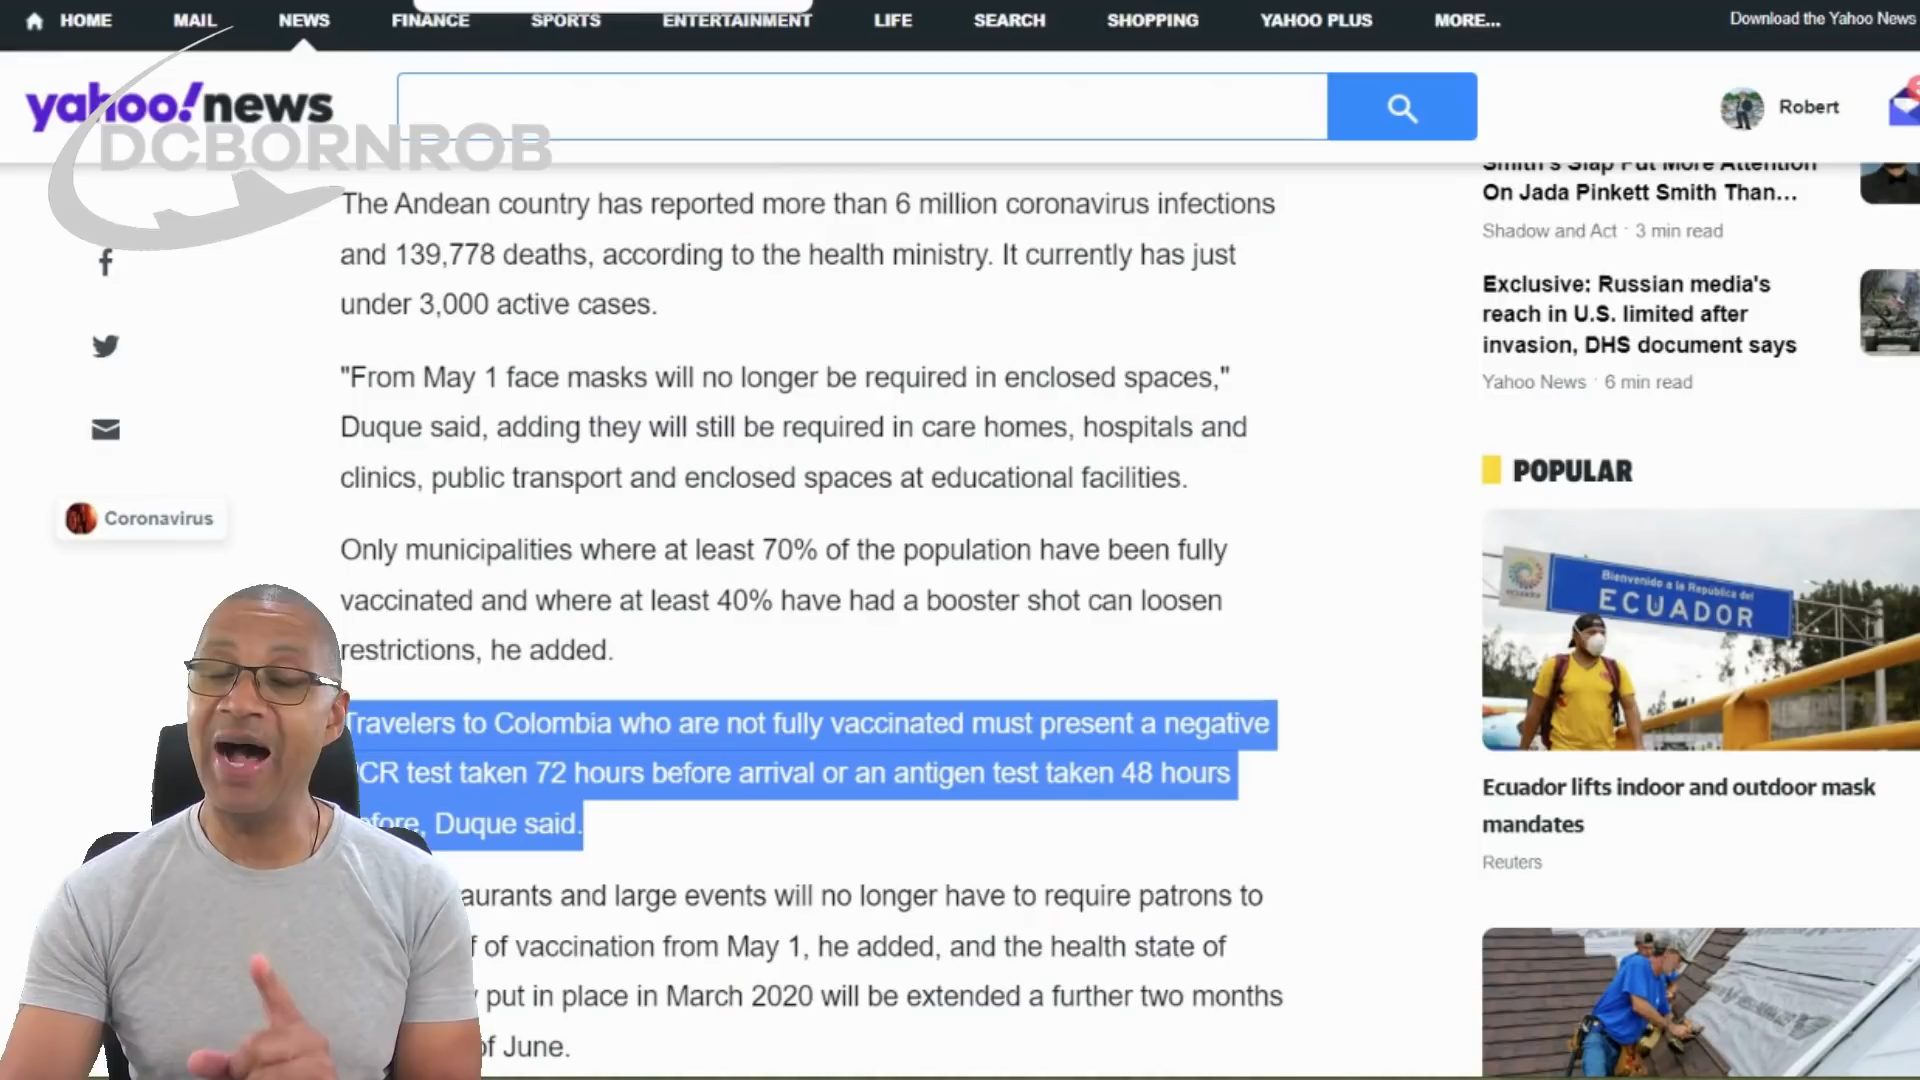 HOME MAIL NEWS FINANCE SPORTS ENTERTAINMENT LIFE SEARCH SHOPPING YAHOO PLUS MORE... Download the Yahoo News
yahoo!news
Robert
DCBORNROB
The Andean country has reported more than 6 million coronavirus infections
and 139,778 deaths, according to the health ministry. It currently has just
under 3,000 active cases.
"From May 1 face masks will no longer be required in enclosed spaces,"
Duque said, adding they will still be required in care homes, hospitals and
clinics, public transport and enclosed spaces at educational facilities.
Only municipalities where at least 70% of the population have been fully
vaccinated and where at least 40% have had a booster shot can loosen
restrictions, he added.
Travelers to Colombia who are not fully vaccinated must present a negative
CR test taken 72 hours before arrival or an antigen test taken 48 hours
efore, Duque said.
aurants and large events will no longer have to require patrons to
f of vaccination from May 1, he added, and the health state of
put in place in March 2020 will be extended a further two months
of June.
Coronavirus
Smith's Slap Put More Attention
On Jada Pinkett Smith Than...
Shadow and Act · 3 min read
Exclusive: Russian media's
reach in U.S. limited after
invasion, DHS document says
Yahoo News · 6 min read
POPULAR
Bienvenido a la República del
ECUADOR
Ecuador lifts indoor and outdoor mask
mandates
Reuters